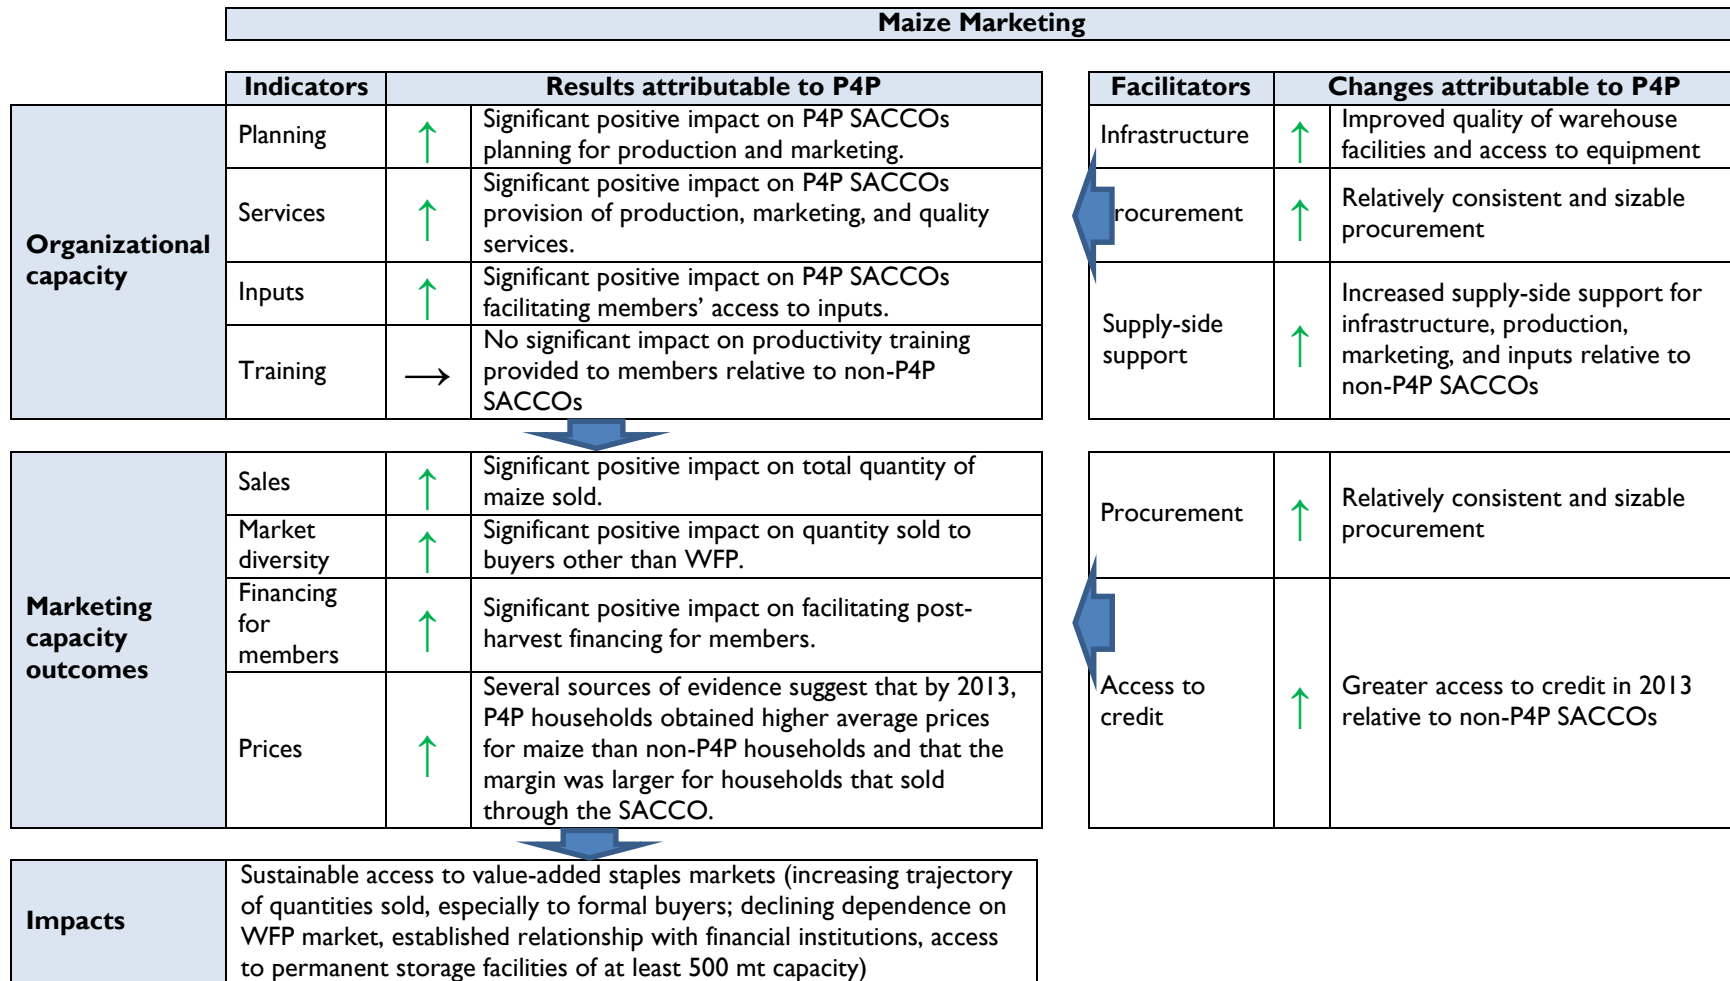 Maize Marketing
Indicators
Results attributable to P4P
Facilitators
Changes attributable to P4P
Organizational
capacity
Planning
↑
Significant positive impact on P4P SACCOs
planning for production and marketing.
Services
↑
Significant positive impact on P4P SACCOs
provision of production, marketing, and quality
services.
Inputs
↑
Significant positive impact on P4P SACCOs
facilitating members’ access to inputs.
Training
→
No significant impact on productivity training
provided to members relative to non-P4P
SACCOs
Infrastructure
↑
Improved quality of warehouse
facilities and access to equipment
rocurement
↑
Relatively consistent and sizable
procurement
Supply-side
support
↑
Increased supply-side support for
infrastructure, production,
marketing, and inputs relative to
non-P4P SACCOs
Marketing
capacity
outcomes
Sales
↑
Significant positive impact on total quantity of
maize sold.
Market
diversity
↑
Significant positive impact on quantity sold to
buyers other than WFP.
Financing
for
members
↑
Significant positive impact on facilitating post-
harvest financing for members.
Prices
↑
Several sources of evidence suggest that by 2013,
P4P households obtained higher average prices
for maize than non-P4P households and that the
margin was larger for households that sold
through the SACCO.
Procurement
↑
Relatively consistent and sizable
procurement
Access to
credit
↑
Greater access to credit in 2013
relative to non-P4P SACCOs
Impacts
Sustainable access to value-added staples markets (increasing trajectory
of quantities sold, especially to formal buyers; declining dependence on
WFP market, established relationship with financial institutions, access
to permanent storage facilities of at least 500 mt capacity)